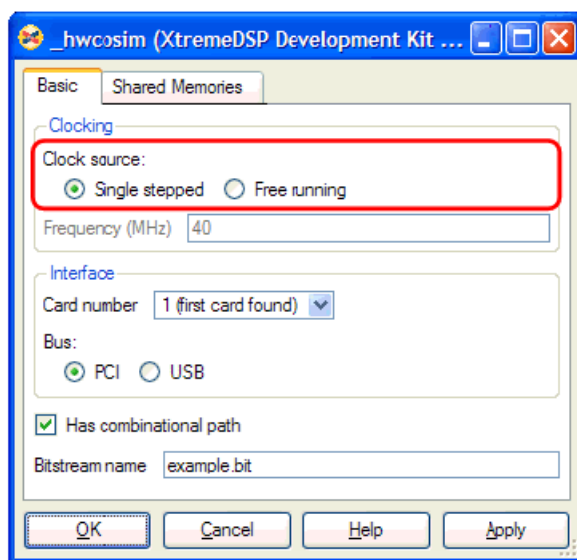 _hwcosim (XtremeDSP Development Kit ...
Basic Shared Memories
Clocking
Clock source:
Single stepped Free running
Frequency (MHz) 40
Interface
Card number 1 (first card found)
Bus:
PCI USB
Has combinational path
Bitstream name example.bit
OK Cancel Help Apply